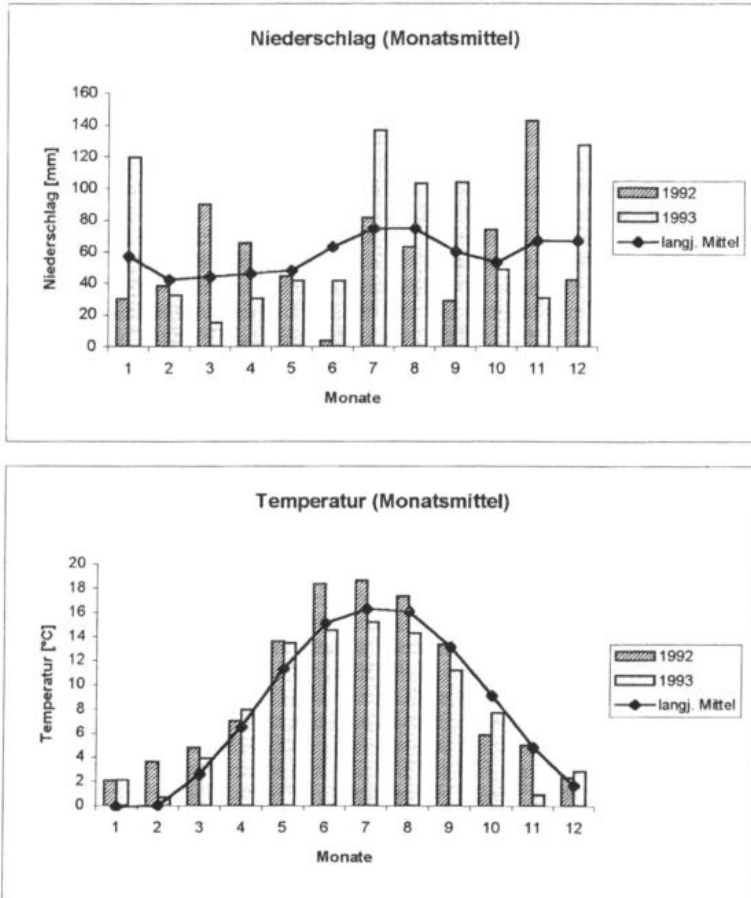 Niederschlag (Monatsmittel)
160
140
120
100
80
60
40
20
0
Niederschlag [mm]
1 2 3 4 5 6 7 8 9 10 11 12
Monate
1992
1993
langj. Mittel
Temperatur (Monatsmittel)
20
18
16
14
12
10
8
6
4
2
0
Temperatur [°C]
1 2 3 4 5 6 7 8 9 10 11 12
Monate
1992
1993
langj. Mittel